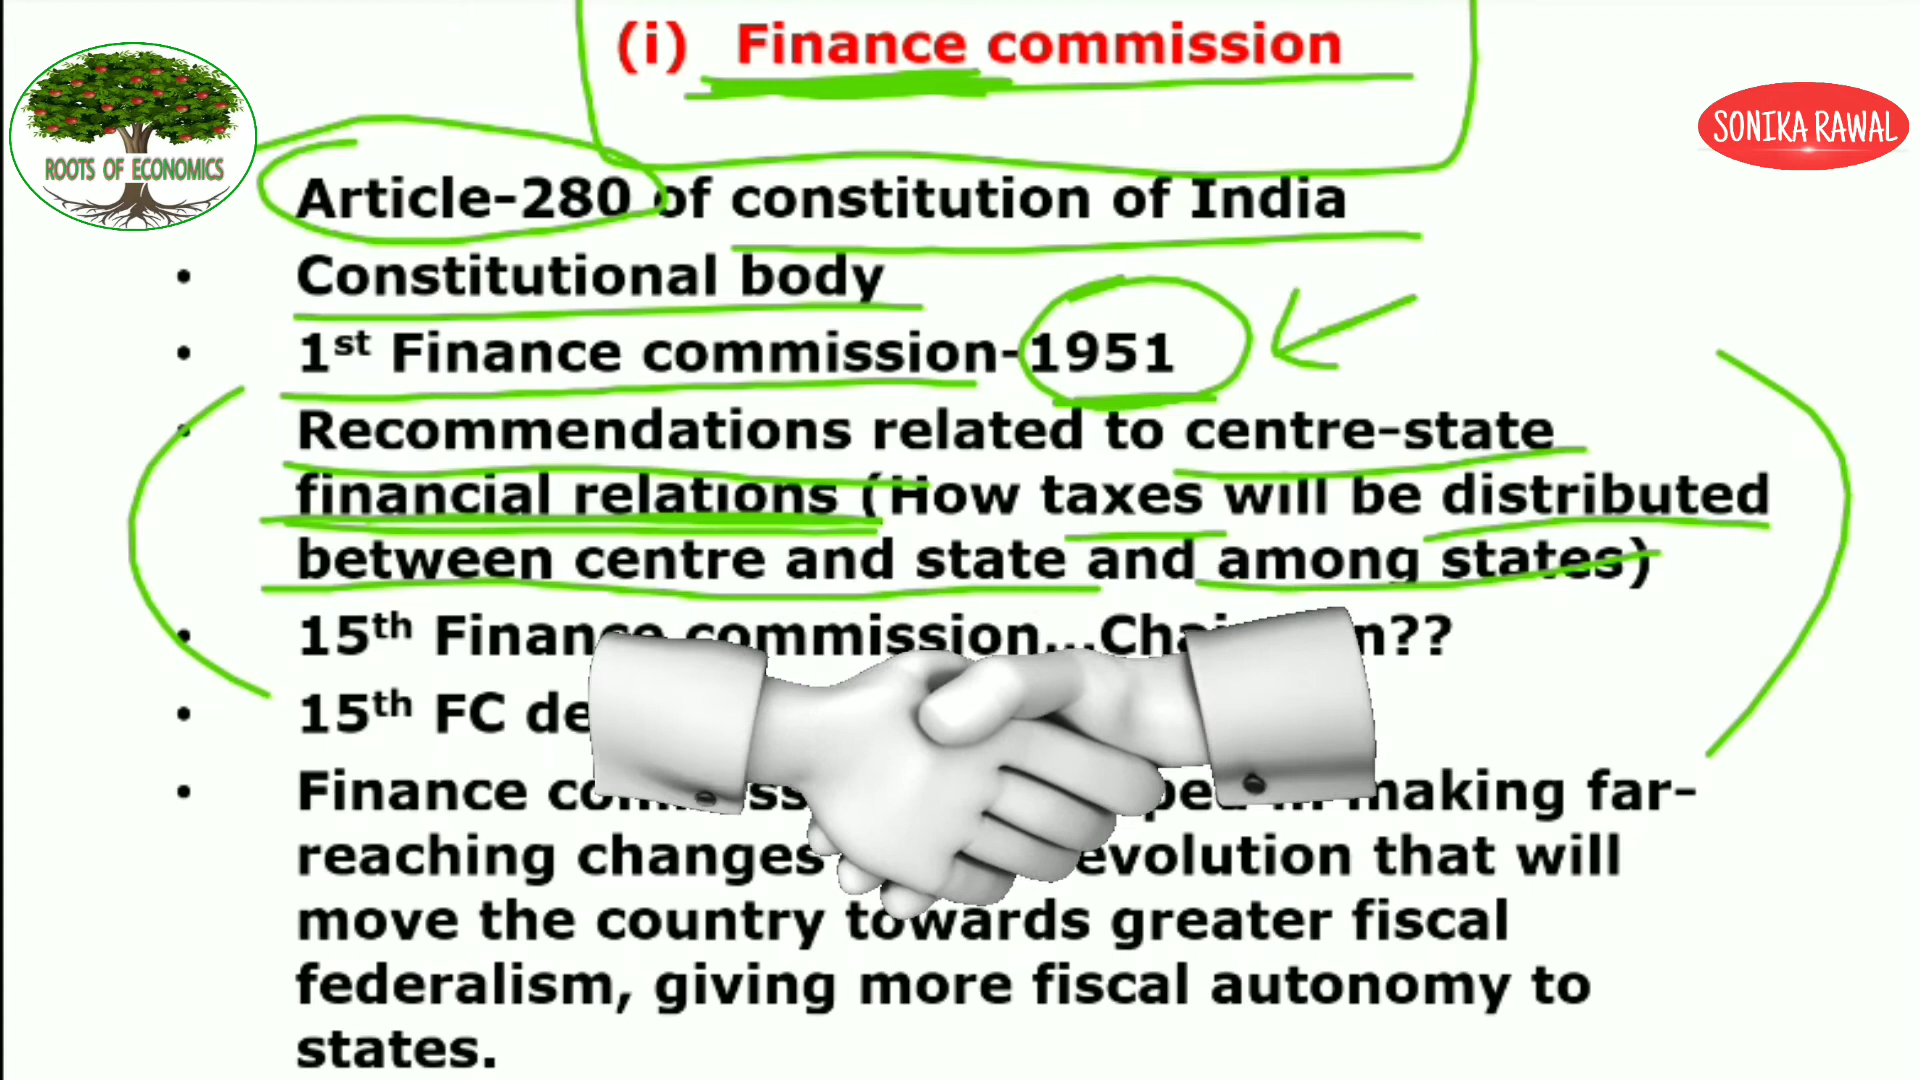 (i) Finance commission
ROOTS OF ECONOMICS
SONIKA RAWAL
Article-280 of constitution of India
• Constitutional body
• 1st Finance commission-1951
• Recommendations related to centre-state
financial relations (How taxes will be distributed
between centre and state and among states)
• 15th Finance commission...
• 15th FC
• Finance making far-
reaching changes that will
move the country towards greater fiscal
federalism, giving more fiscal autonomy to
states.